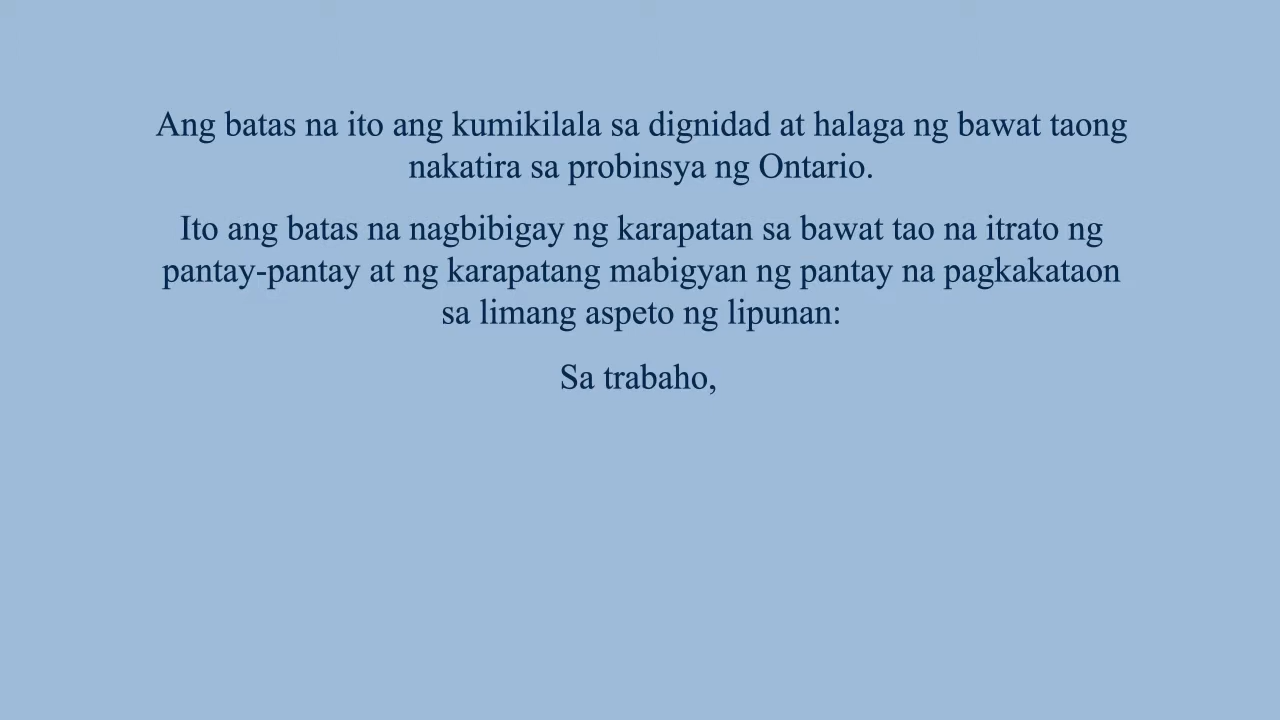 Ang batas na ito ang kumikilala sa dignidad at halaga ng bawat taong
nakatira sa probinsya ng Ontario.
Ito ang batas na nagbibigay ng karapatan sa bawat tao na itrato ng
pantay-pantay at ng karapatang mabigyan ng pantay na pagkakataon
sa limang aspeto ng lipunan:
Sa trabaho,